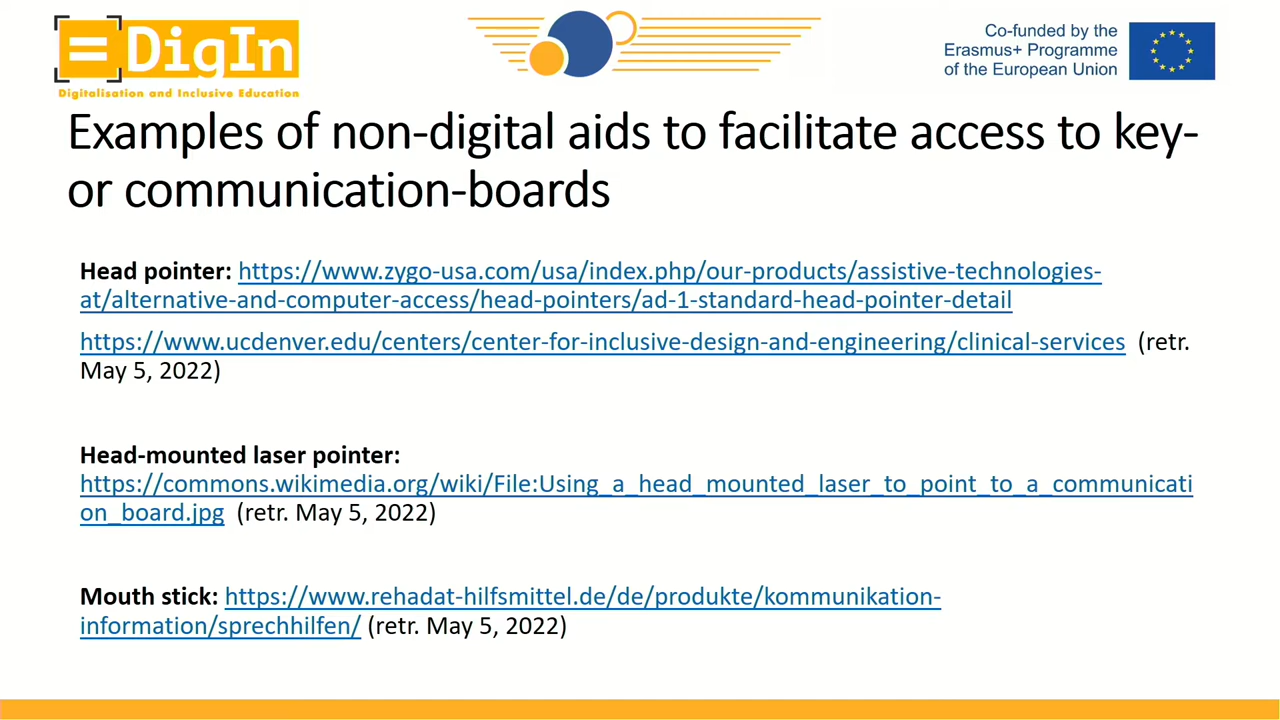 =DigIn
Digitalisation and Inclusive Education
Co-funded by the
Erasmus+ Programme
of the European Union
Examples of non-digital aids to facilitate access to key-
or communication-boards
Head pointer: https://www.zygo-usa.com/usa/index.php/our-products/assistive-technologies-
at/alternative-and-computer-access/head-pointers/ad-1-standard-head-pointer-detail
https://www.ucdenver.edu/centers/center-for-inclusive-design-and-engineering/clinical-services (retr.
May 5, 2022)
Head-mounted laser pointer:
https://commons.wikimedia.org/wiki/File:Using_a_head_mounted_laser_to_point_to_a_communicati
on_board.jpg (retr. May 5, 2022)
Mouth stick: https://www.rehadat-hilfsmittel.de/de/produkte/kommunikation-
information/sprechhilfen/ (retr. May 5, 2022)